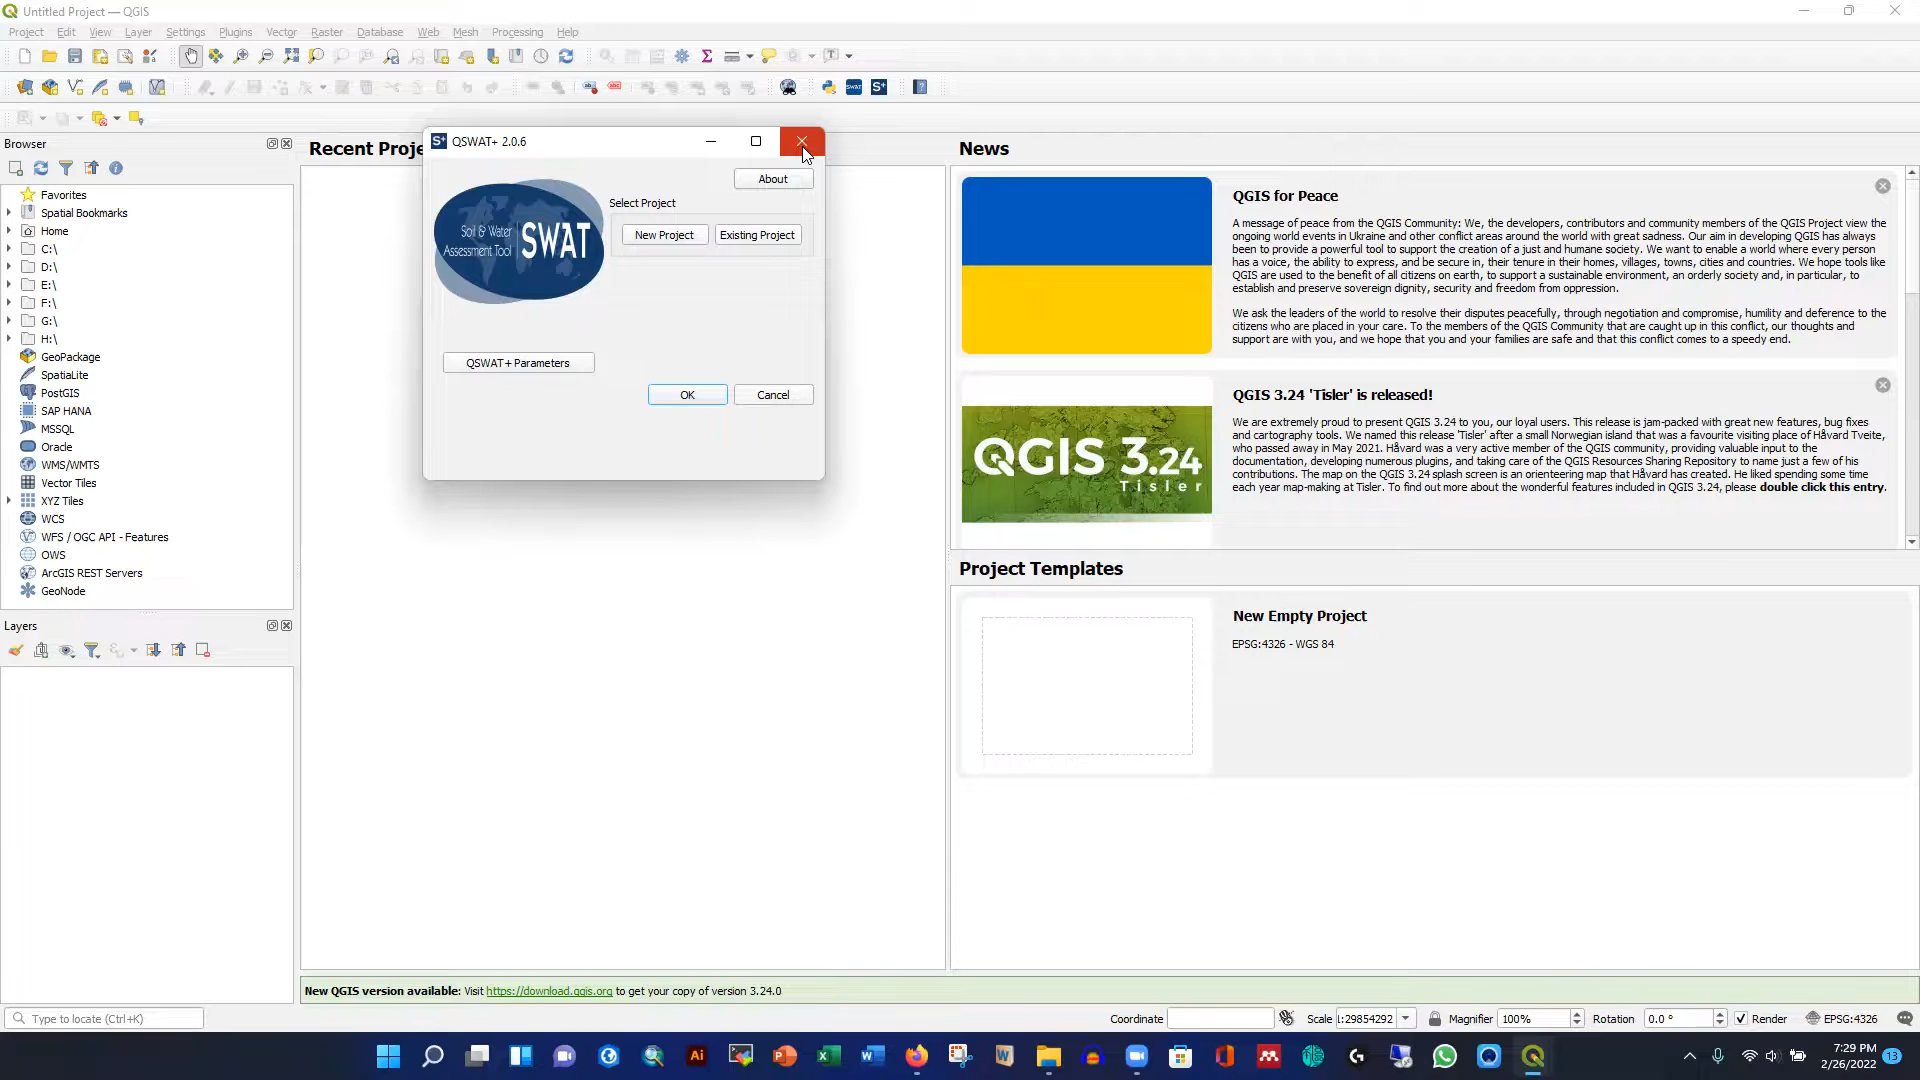 Untitled Project — QGIS
Project Edit View Layer Settings Plugins Vector Raster Database Web Mesh Processing Help
Browser
Favorites
Spatial Bookmarks
Home
C:\
D:\
E:\
F:\
G:\
H:\
GeoPackage
SpatiaLite
PostGIS
SAP HANA
MSSQL
Oracle
WMS/WMTS
Vector Tiles
XYZ Tiles
WCS
WFS / OGC API - Features
OWS
ArcGIS REST Servers
GeoNode
Layers
Recent Proje
QSWAT+ 2.0.6
About
Soil & Water
Assessment Tool
SWAT
Select Project
New Project Existing Project
QSWAT+ Parameters
OK Cancel
News
QGIS for Peace
A message of peace from the QGIS Community: We, the developers, contributors and community members of the QGIS Project view the
ongoing world events in Ukraine and other conflict areas around the world with great sadness. Our aim in developing QGIS has always
been to provide a powerful tool to support the creation of a just and humane society. We want to enable a world where every person
has a voice, the ability to express, and be secure in, their tenure in their homes, villages, towns, cities and countries. We hope tools like
QGIS are used to the benefit of all citizens on earth, to support a sustainable environment, an orderly society and, in particular, to
establish and preserve sovereign dignity, security and freedom from oppression.
We ask the leaders of the world to resolve their disputes peacefully, through negotiation and compromise, humility and deference to the
citizens who are placed in your care. To the members of the QGIS Community that are caught up in this conflict, our thoughts and
support are with you, and we hope that you and your families are safe and that this conflict comes to a speedy end.
QGIS 3.24
Tisler
QGIS 3.24 'Tisler' is released!
We are extremely proud to present QGIS 3.24 to you, our loyal users. This release is jam-packed with great new features, bug fixes
and cartography tools. We named this release 'Tisler' after a small Norwegian island that was a favourite visiting place of Håvard Tveite,
who passed away in May 2021. Håvard was a very active member of the QGIS community, providing valuable input to the
documentation, developing numerous plugins, and taking care of the QGIS Resources Sharing Repository to name just a few of his
contributions. The map on the QGIS 3.24 splash screen is an orienteering map that Håvard has created. He liked spending some time
each year map-making at Tisler. To find out more about the wonderful features included in QGIS 3.24, please double click this entry.
Project Templates
New Empty Project
EPSG:4326 - WGS 84
New QGIS version available: Visit https://download.qgis.org to get your copy of version 3.24.0
Type to locate (Ctrl+K)
Coordinate
Scale 1:29854292
Magnifier 100%
Rotation 0.0 °
Render
EPSG:4326
7:29 PM
2/26/2022
13